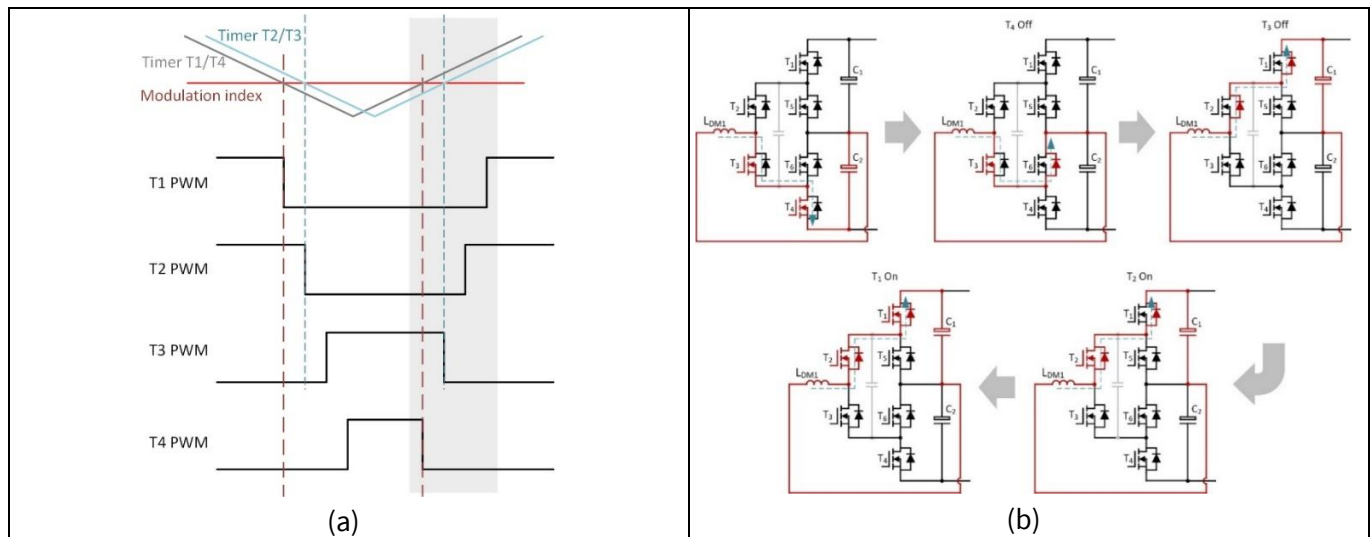 Timer T2/T3
Timer T1/T4
Modulation index
T1 PWM
T2 PWM
T3 PWM
T4 PWM
(a)
T4 Off
T3 Off
T1
C1
T2
T5
LDM1
T3
T6
C2
T4
T1
C1
T2
T5
LDM1
T3
T6
C2
T4
T1
C1
T2
T5
LDM1
T3
T6
C2
T4
T1 On
T2 On
T1
C1
T2
T5
LDM1
T3
T6
C2
T4
T1
C1
T2
T5
LDM1
T3
T6
C2
T4
(b)